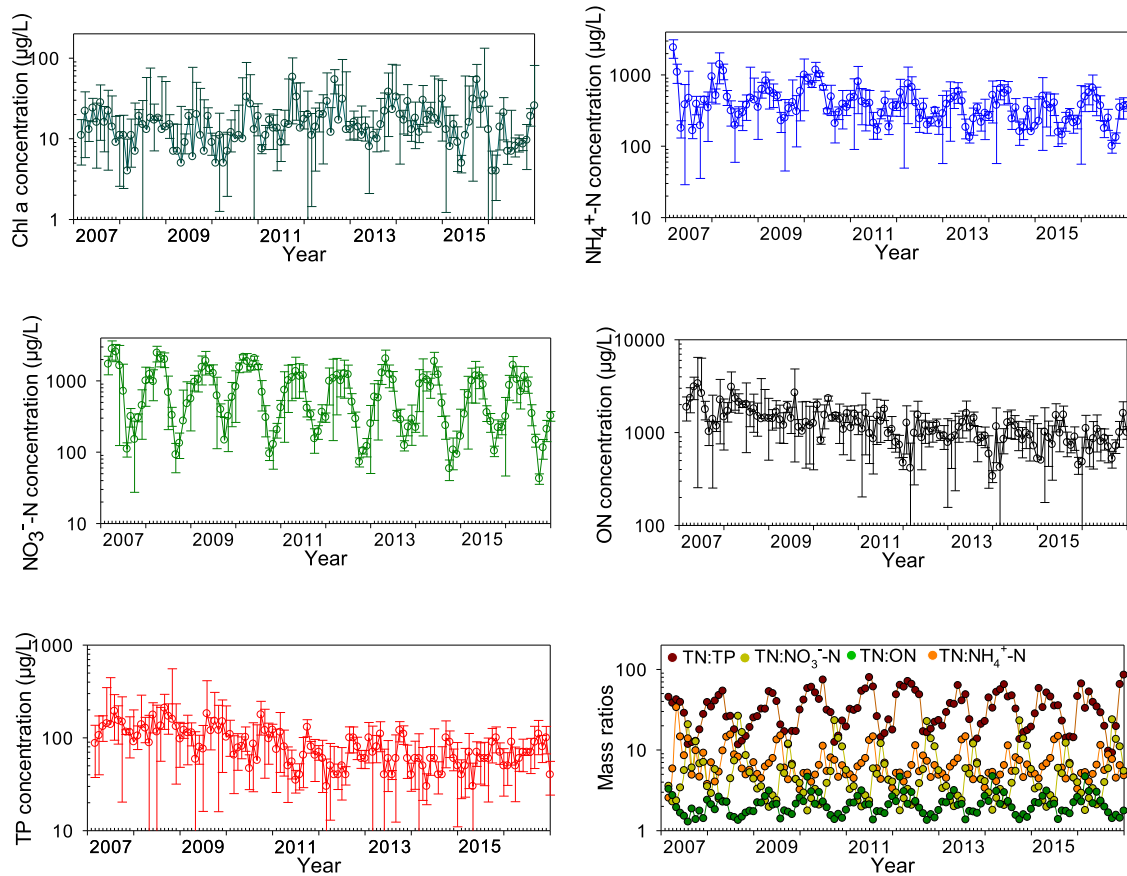 Chl a concentration (µg/L)
100
10
1
2007 2009 2011 2013 2015
Year
NH₄⁺-N concentration (µg/L)
1000
100
10
2007 2009 2011 2013 2015
Year
NO₃⁻-N concentration (µg/L)
1000
100
10
2007 2009 2011 2013 2015
Year
ON concentration (µg/L)
10000
1000
100
2007 2009 2011 2013 2015
Year
TP concentration (µg/L)
1000
100
10
2007 2009 2011 2013 2015
Year
Mass ratios
TN:TP TN:NO₃⁻-N TN:ON TN:NH₄⁺-N
100
10
1
2007 2009 2011 2013 2015
Year